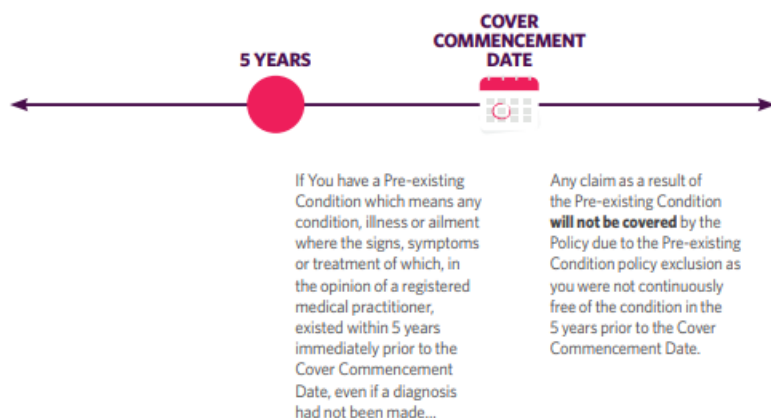 COVER
COMMENCEMENT
DATE
5 YEARS
If You have a Pre-existing
Condition which means any
condition, illness or ailment
where the signs, symptoms
or treatment of which, in
the opinion of a registered
medical practitioner,
existed within 5 years
immediately prior to the
Cover Commencement
Date, even if a diagnosis
had not been made...
Any claim as a result of
the Pre-existing Condition
will not be covered by the
Policy due to the Pre-existing
Condition policy exclusion as
you were not continuously
free of the condition in the
5 years prior to the Cover
Commencement Date.